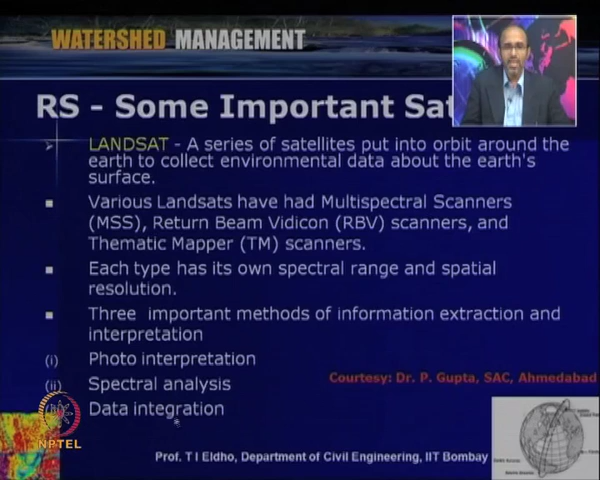 WATERSHED MANAGEMENT
RS - Some Important Sat
LANDSAT - A series of satellites put into orbit around the
earth to collect environmental data about the earth's
surface.
Various Landsats have had Multispectral Scanners
(MSS), Return Beam Vidicon (RBV) scanners, and
Thematic Mapper (TM) scanners.
Each type has its own spectral range and spatial
resolution.
Three important methods of information extraction and
interpretation
(i) Photo interpretation
Courtesy: Dr. P. Gupta, SAC, Ahmedabad
(ii) Spectral analysis
Data integration
NPTEL
Prof. T I Eldho, Department of Civil Engineering, IIT Bombay